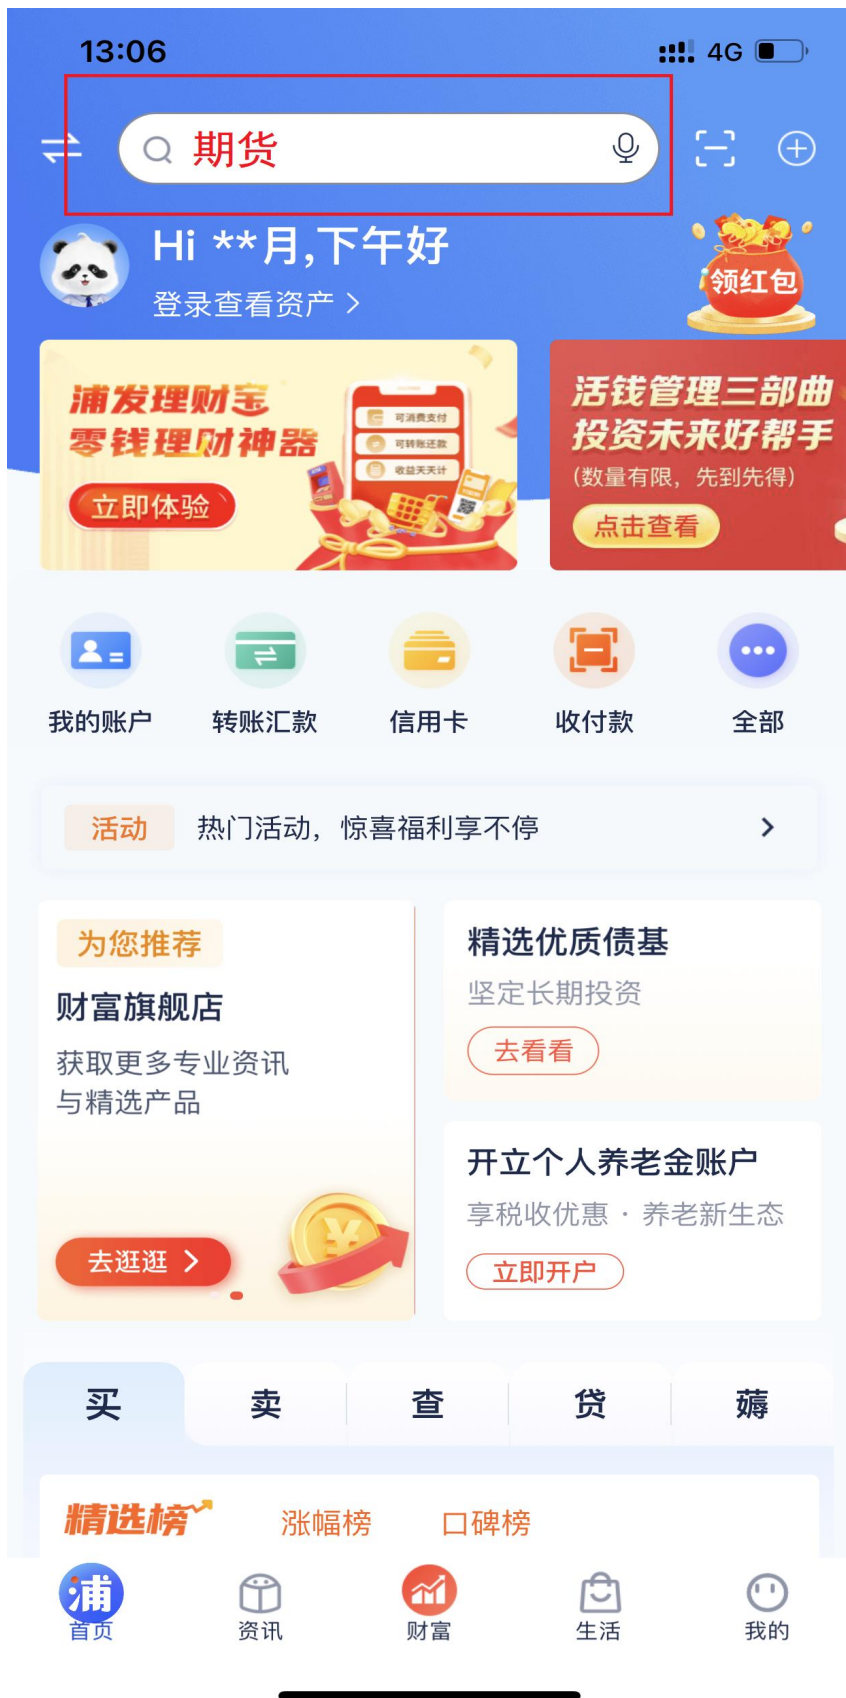 13:06
4G
期货
Hi **月,下午好
登录查看资产
领红包
浦发理财宝
零钱理财神器
立即体验
可消费支付
可转账还款
收益天天计
活钱管理三部曲
投资未来好帮手
(数量有限，先到先得)
点击查看
我的账户
转账汇款
信用卡
收付款
全部
活动
热门活动，惊喜福利享不停
为您推荐
财富旗舰店
获取更多专业资讯
与精选产品
去逛逛
精选优质债基
坚定长期投资
去看看
开立个人养老金账户
享税收优惠 · 养老新生态
立即开户
买
卖
查
贷
薅
精选榜
涨幅榜
口碑榜
浦
首页
资讯
财富
生活
我的